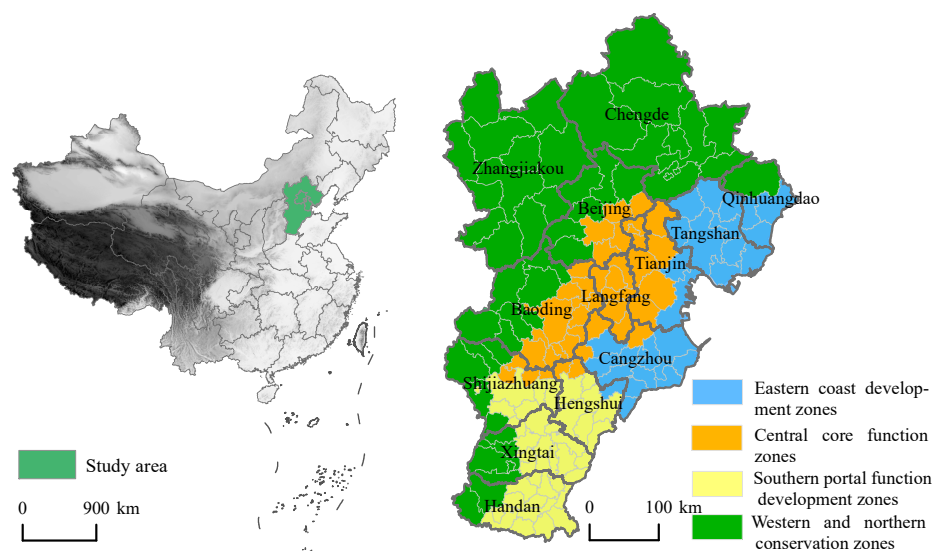 Chengde
Zhangjiakou
Qinhuangdao
Beijing
Tangshan
Tianjin
Langfang
Baoding
Cangzhou
Shijiazhuang
Hengshui
Xingtai
Handan
Eastern coast develop-
ment zones
Central core function
zones
Southern portal function
development zones
Western and northern
conservation zones
0 100 km
Study area
0 900 km